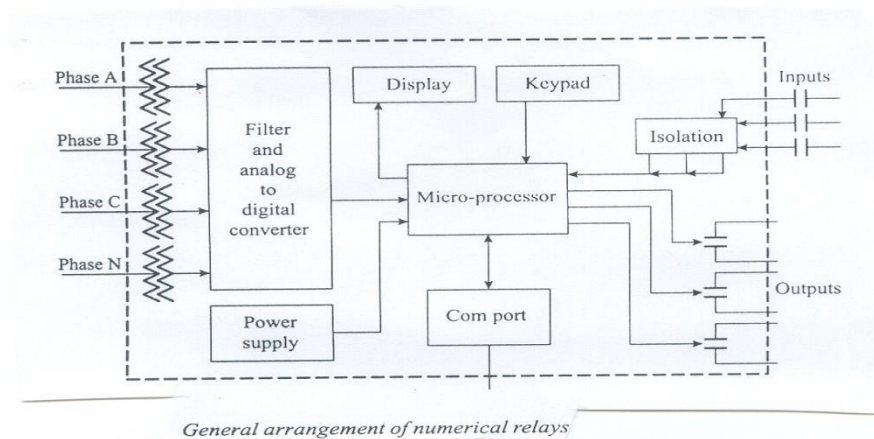 Phase A
Phase B
Phase C
Phase N
Filter
and
analog
to
digital
converter
Power
supply
Display
Keypad
Micro-processor
Com port
Isolation
Inputs
Outputs
General arrangement of numerical relays